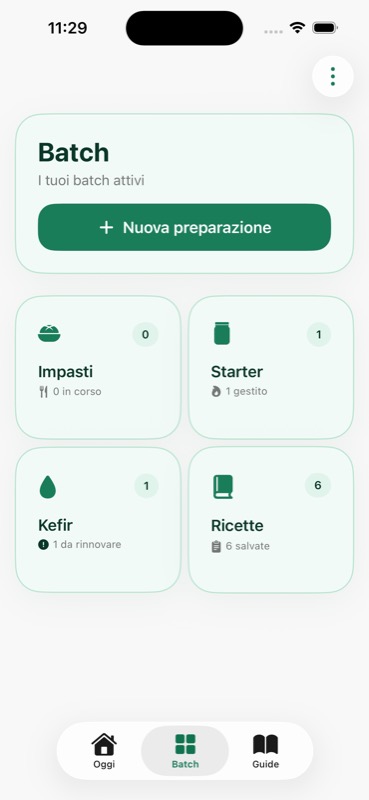 11:29
Batch
I tuoi batch attivi
+ Nuova preparazione
0
Impasti
0 in corso
1
Starter
1 gestito
1
Kefir
1 da rinnovare
6
Ricette
6 salvate
Oggi
Batch
Guide